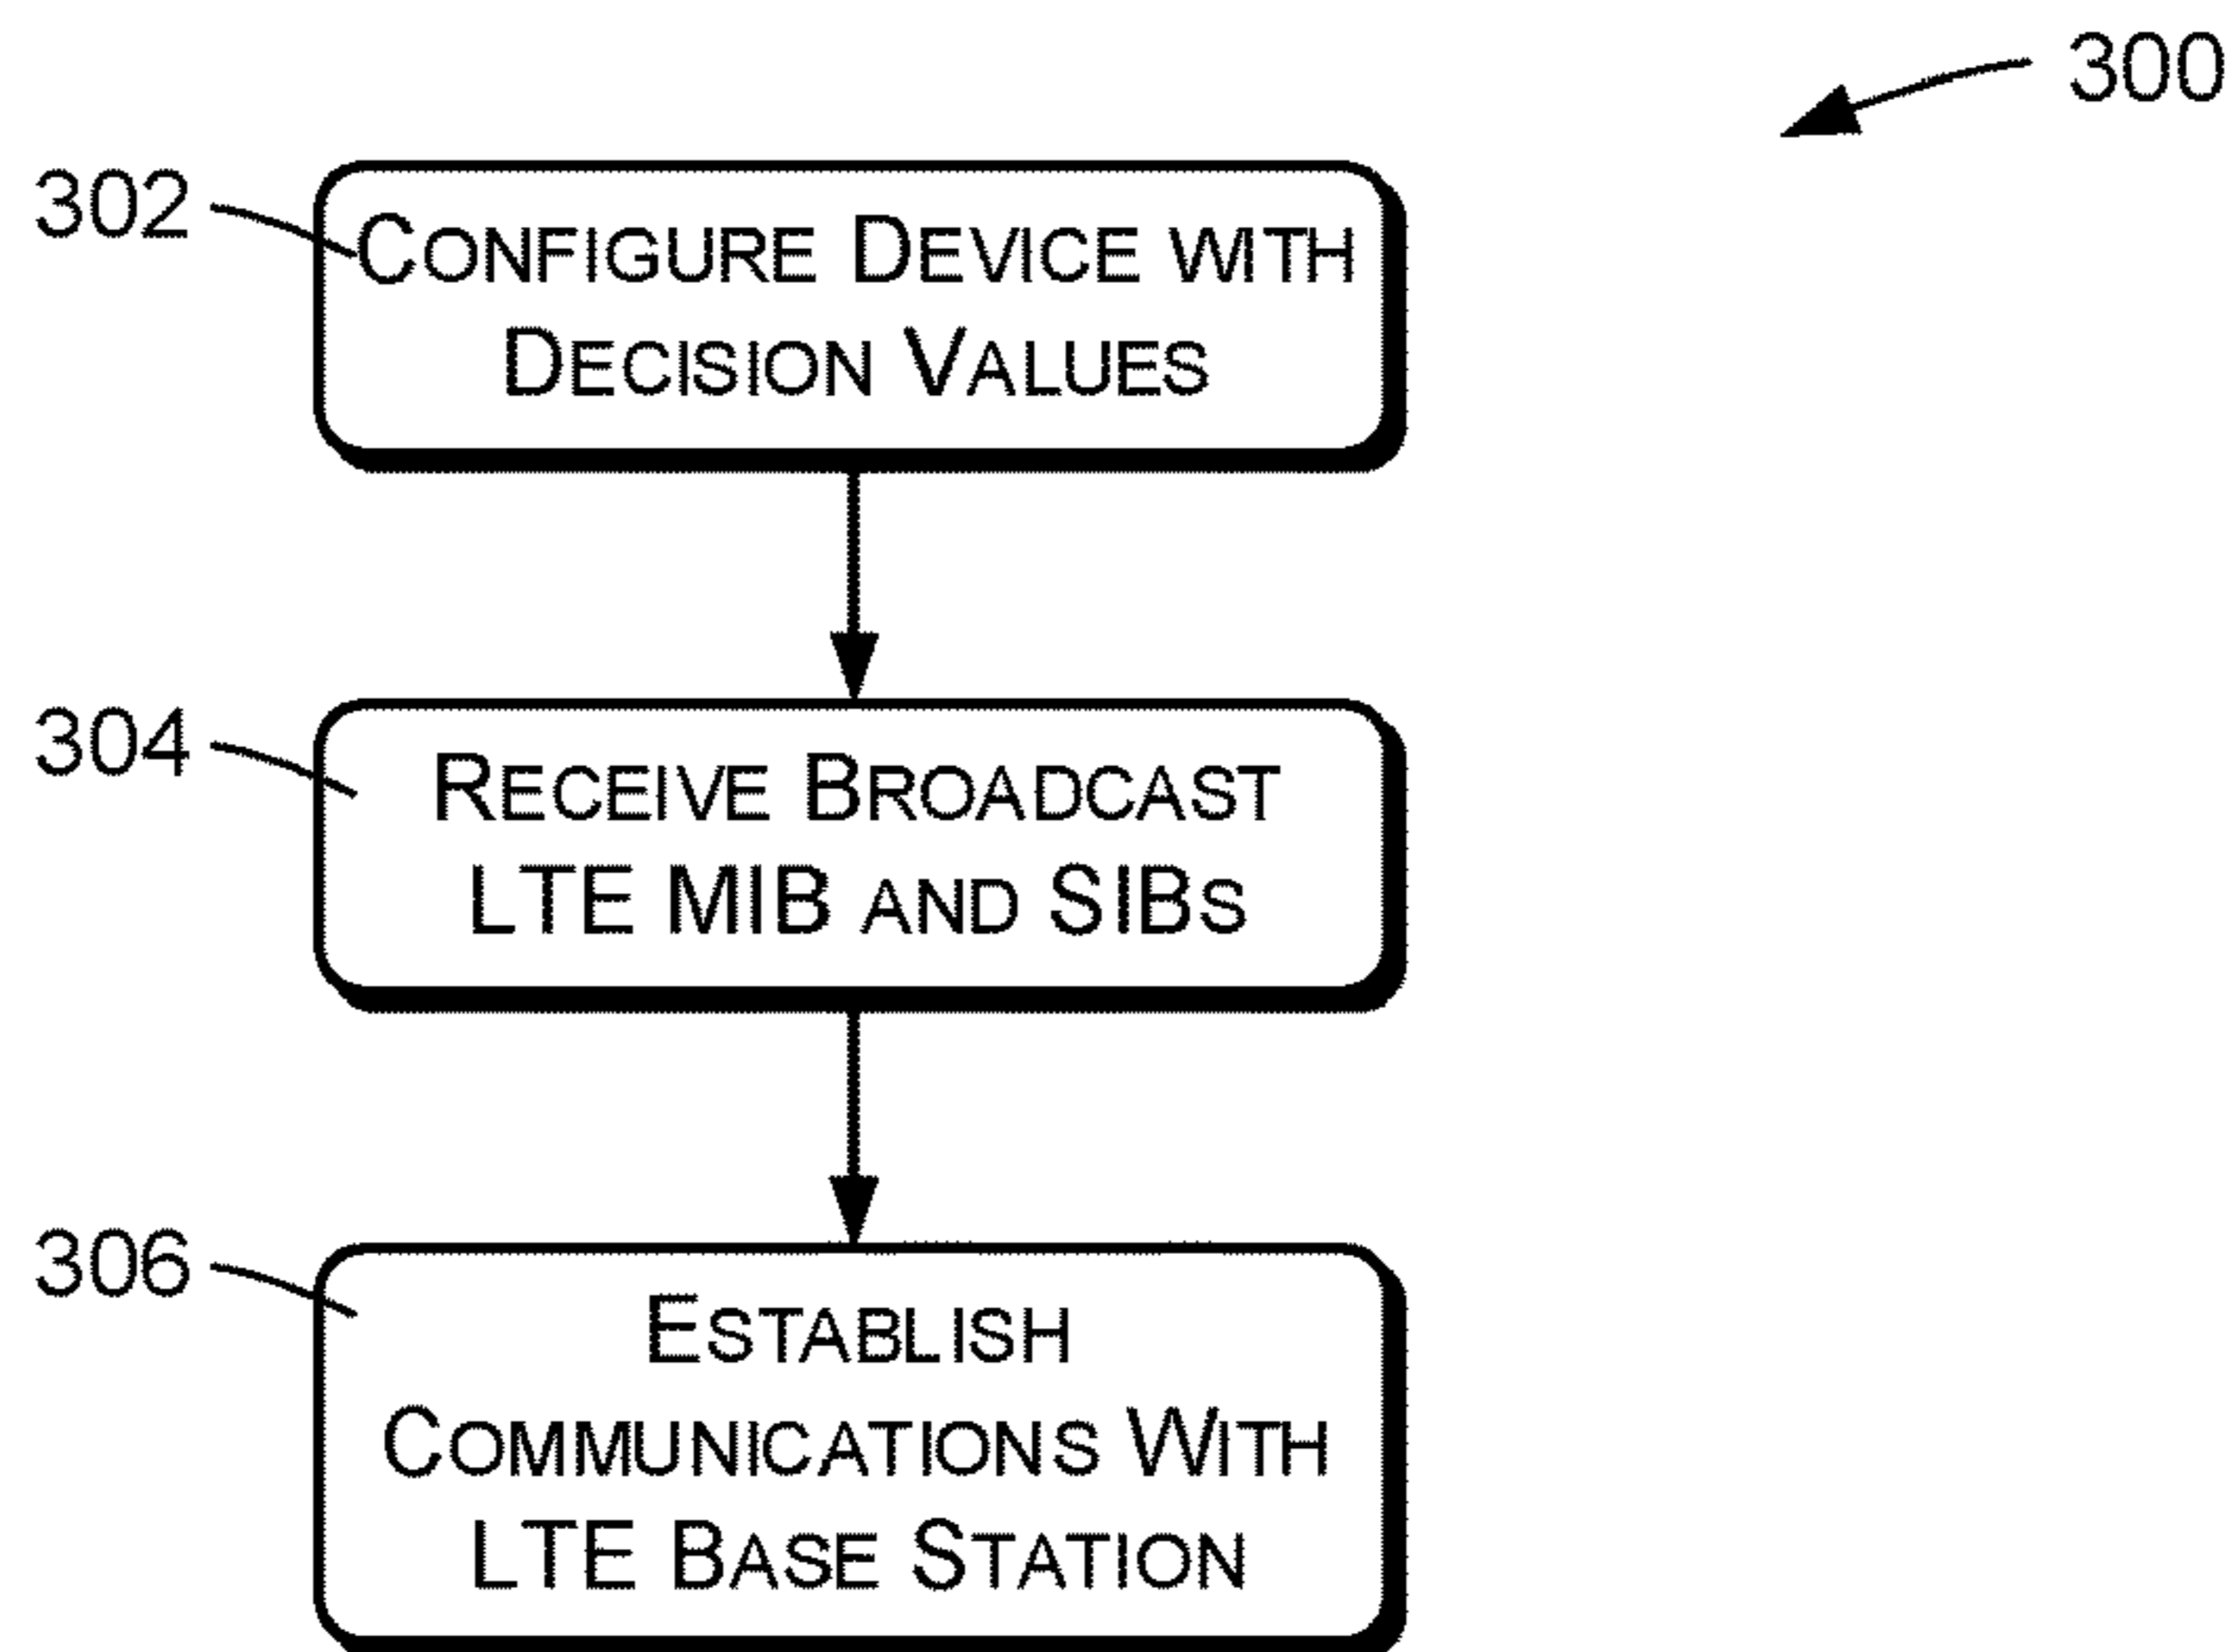 300
302
CONFIGURE DEVICE WITH
DECISION VALUES
304
RECEIVE BROADCAST
LTE MIB AND SIBS
306
ESTABLISH
COMMUNICATIONS WITH
LTE BASE STATION